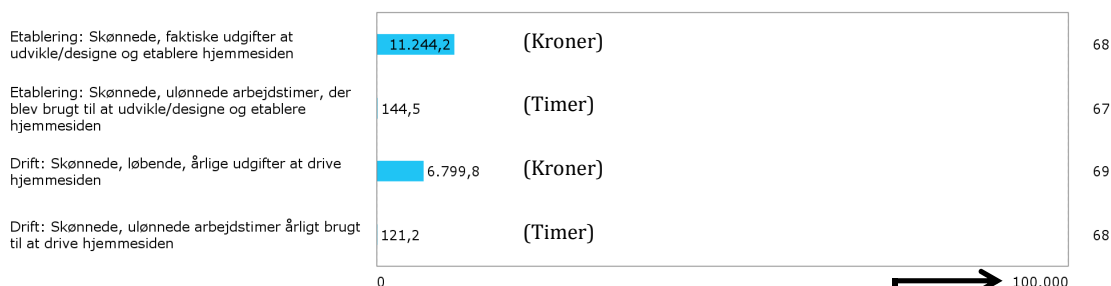 Etablering: Skønnede, faktiske udgifter at
udvikle/designe og etablere hjemmesiden
11.244,2 (Kroner) 68
Etablering: Skønnede, ulønnede arbejdstimer, der
blev brugt til at udvikle/designe og etablere
hjemmesiden
144,5 (Timer) 67
Drift: Skønnede, løbende, årlige udgifter at drive
hjemmesiden
6.799,8 (Kroner) 69
Drift: Skønnede, ulønnede arbejdstimer årligt brugt
til at drive hjemmesiden
121,2 (Timer) 68
0 100.000